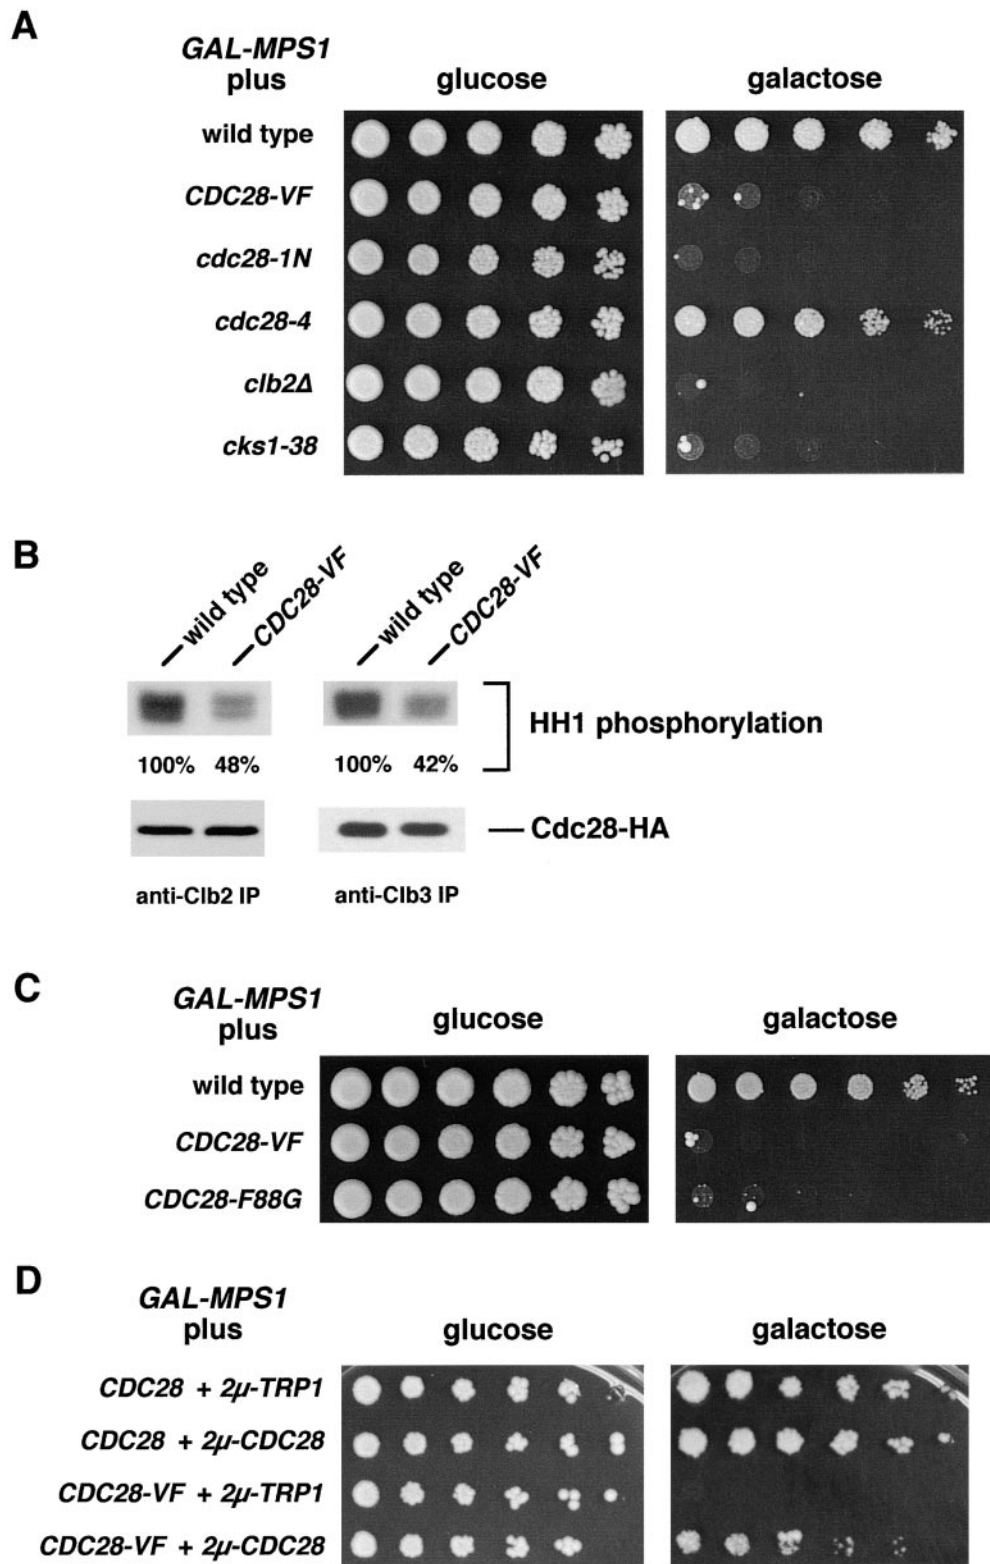 A
GAL-MPS1
plus
glucose
galactose
wild type
CDC28-VF
cdc28-1N
cdc28-4
clb2Δ
cks1-38
B
wild type
CDC28-VF
wild type
CDC28-VF
HH1 phosphorylation
100% 48% 100% 42%
Cdc28-HA
anti-Clb2 IP
anti-Clb3 IP
C
GAL-MPS1
plus
glucose
galactose
wild type
CDC28-VF
CDC28-F88G
D
GAL-MPS1
plus
glucose
galactose
CDC28 + 2μ-TRP1
CDC28 + 2μ-CDC28
CDC28-VF + 2μ-TRP1
CDC28-VF + 2μ-CDC28